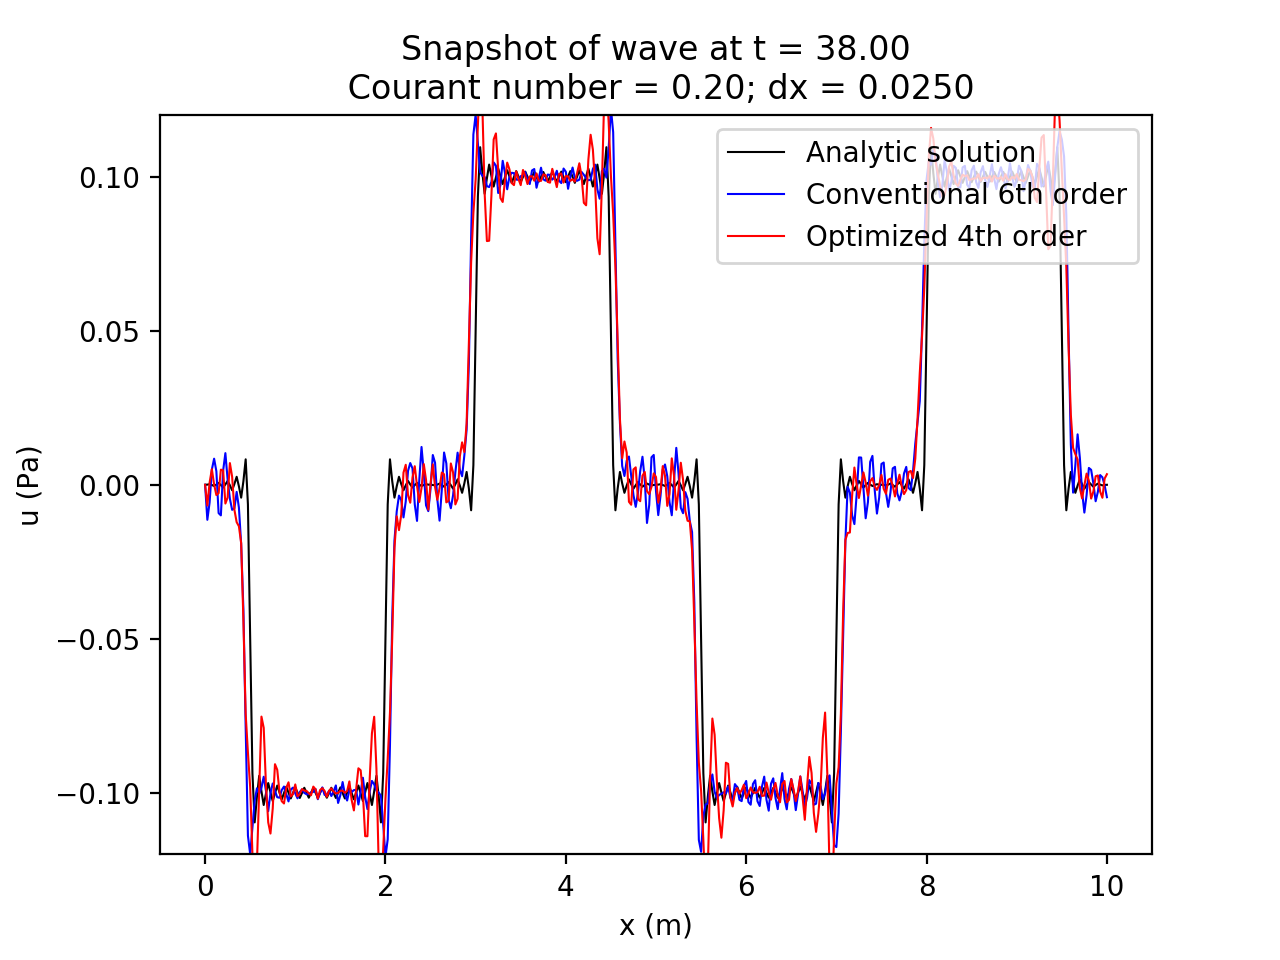 Snapshot of wave at t = 38.00
Courant number = 0.20; dx = 0.0250
Analytic solution
Conventional 6th order
Optimized 4th order
0.10
0.05
0.00
−0.05
−0.10
u (Pa)
0 2 4 6 8 10
x (m)